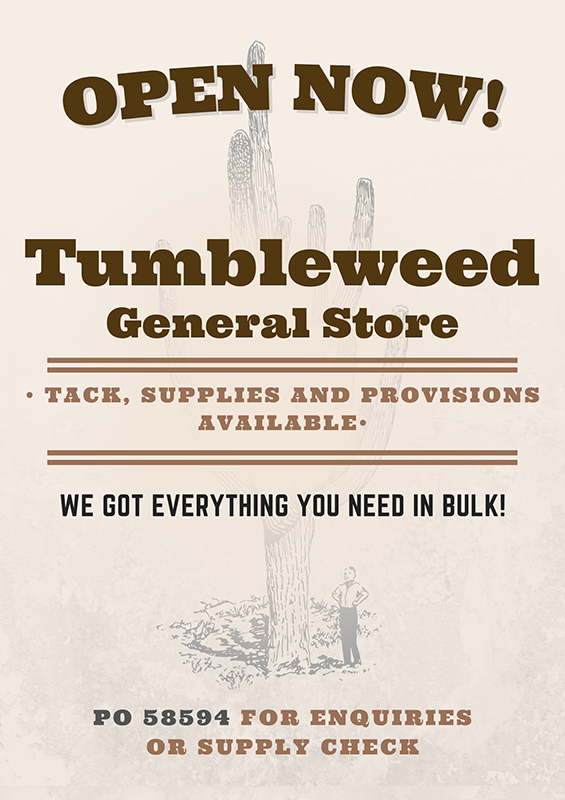 OPEN NOW!
Tumbleweed
General Store
• TACK, SUPPLIES AND PROVISIONS
AVAILABLE•
WE GOT EVERYTHING YOU NEED IN BULK!
PO 58594 FOR ENQUIRIES
OR SUPPLY CHECK